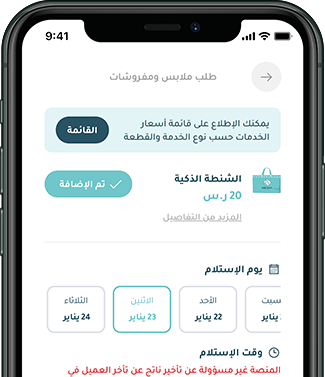 9:41
طلب ملابس ومفروشات
يمكنك الإطلاع على قائمة أسعار
الخدمات حسب نوع الخدمة والقطعة
القائمة
الشنطة الذكية
20 ر.س
تم الإضافة
المزيد من التفاصيل
يوم الإستلام
سبت الأحد الاثنين الثلاثاء
يناير 22 يناير 23 يناير 24 يناير
وقت الإستلام
المنصة غير مسؤولة عن تأخير ناتج عن تأخر العميل في